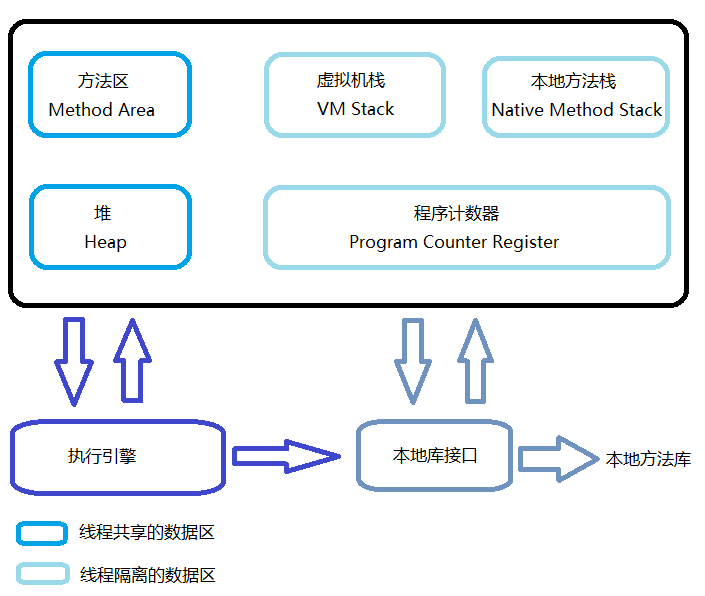 方法区
Method Area
虚拟机栈
VM Stack
本地方法栈
Native Method Stack
堆
Heap
程序计数器
Program Counter Register
执行引擎
本地库接口
本地方法库
线程共享的数据区
线程隔离的数据区